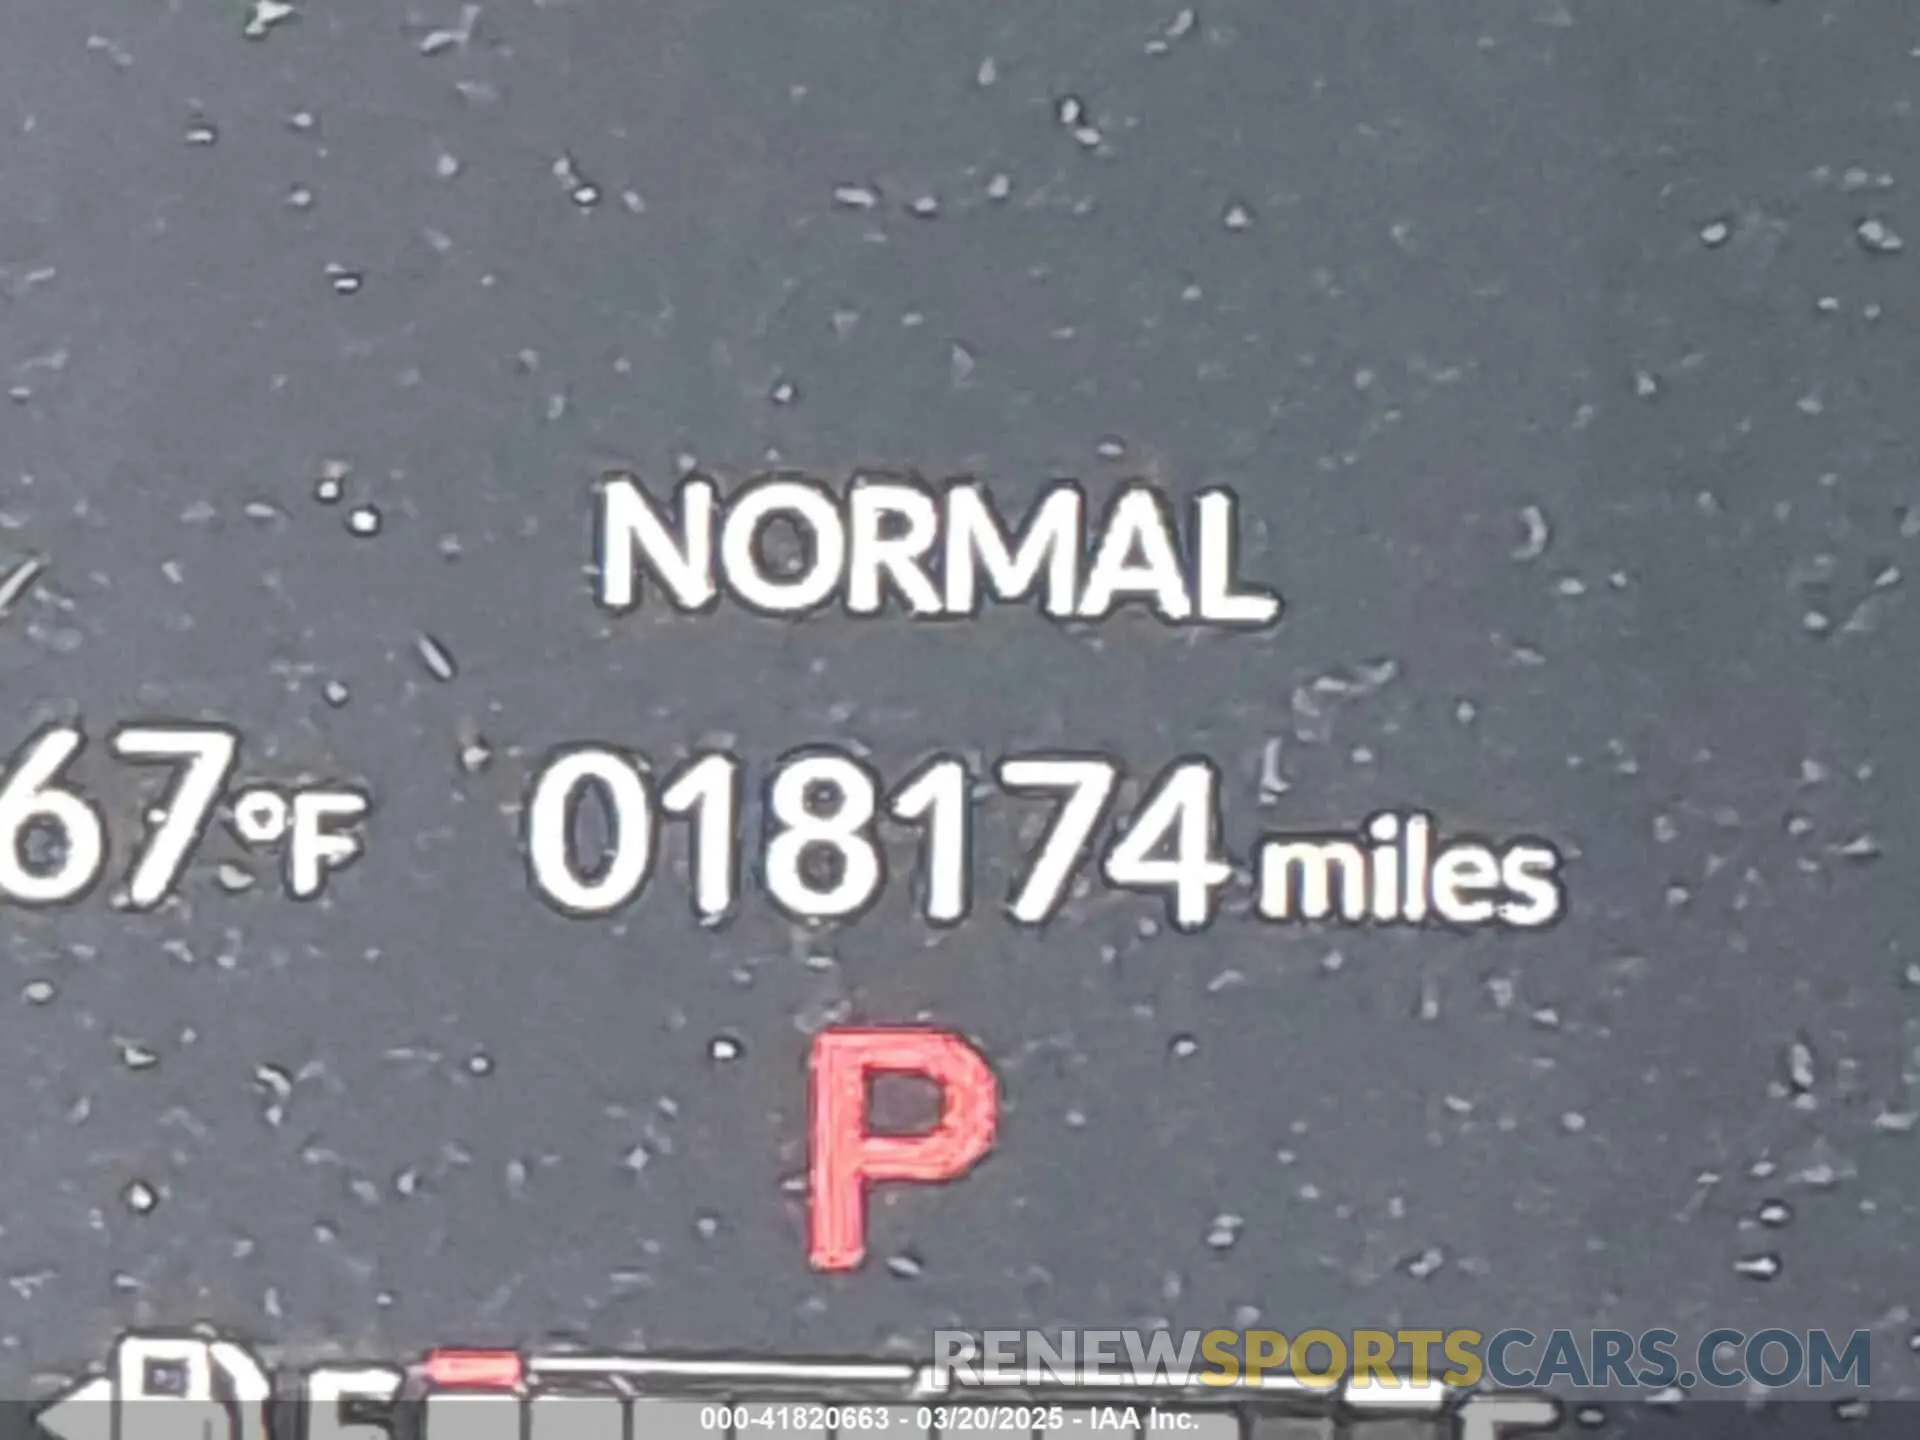 NORMAL
67°F 018174 miles
P
E F
RENEWSPORTSCARS.COM
000-41820663 - 03/20/2025 - IAA Inc.